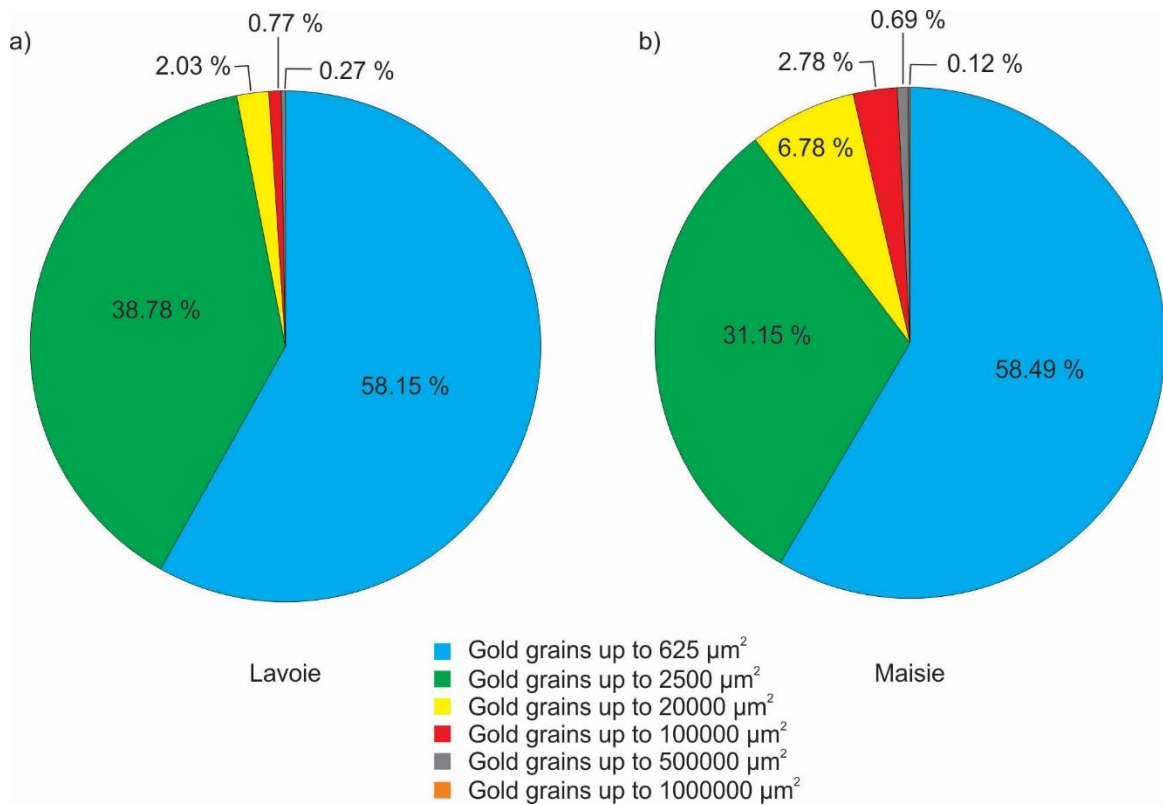 a)
0.77 %
2.03 %
0.27 %
38.78 %
58.15 %
Lavoie
b)
0.69 %
2.78 %
0.12 %
6.78 %
31.15 %
58.49 %
Maisie
Gold grains up to 625 µm²
Gold grains up to 2500 µm²
Gold grains up to 20000 µm²
Gold grains up to 100000 µm²
Gold grains up to 500000 µm²
Gold grains up to 1000000 µm²